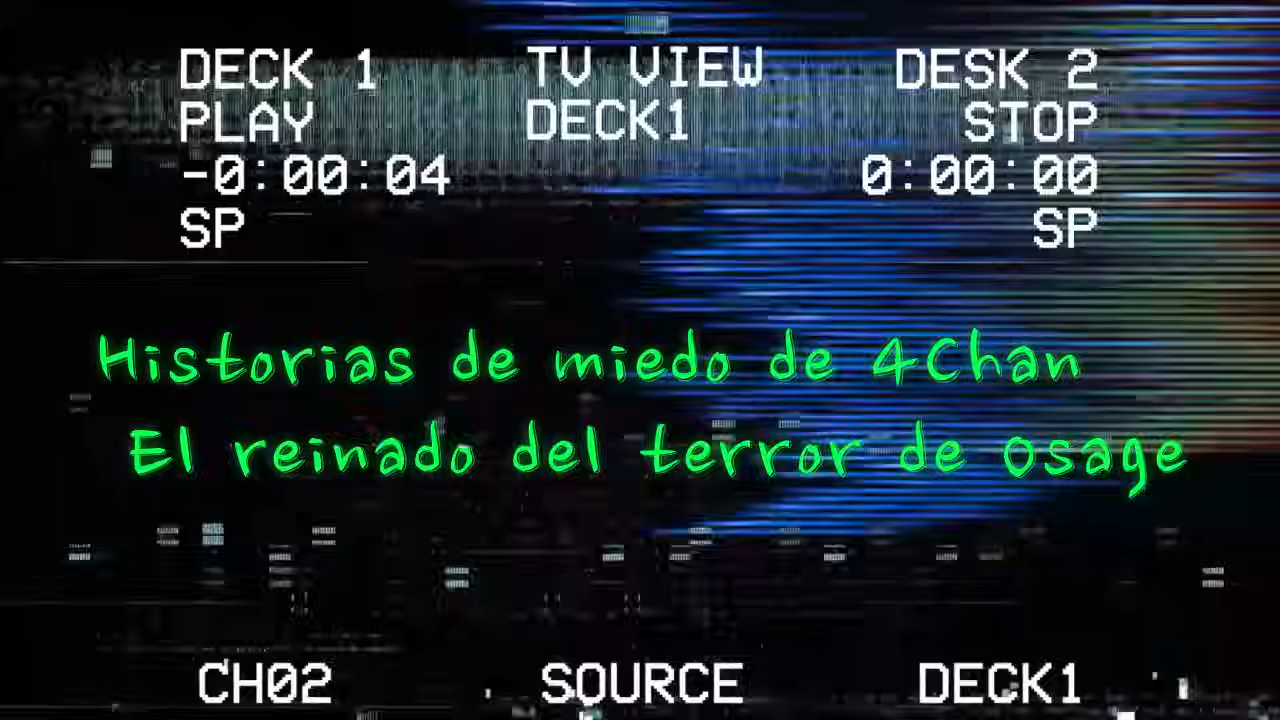 DECK 1 TV VIEW DESK 2
PLAY DECK1 STOP
-0:00:04 0:00:00
SP SP
Historias de miedo de 4Chan
El reinado del terror de Osage
CH02 SOURCE DECK1